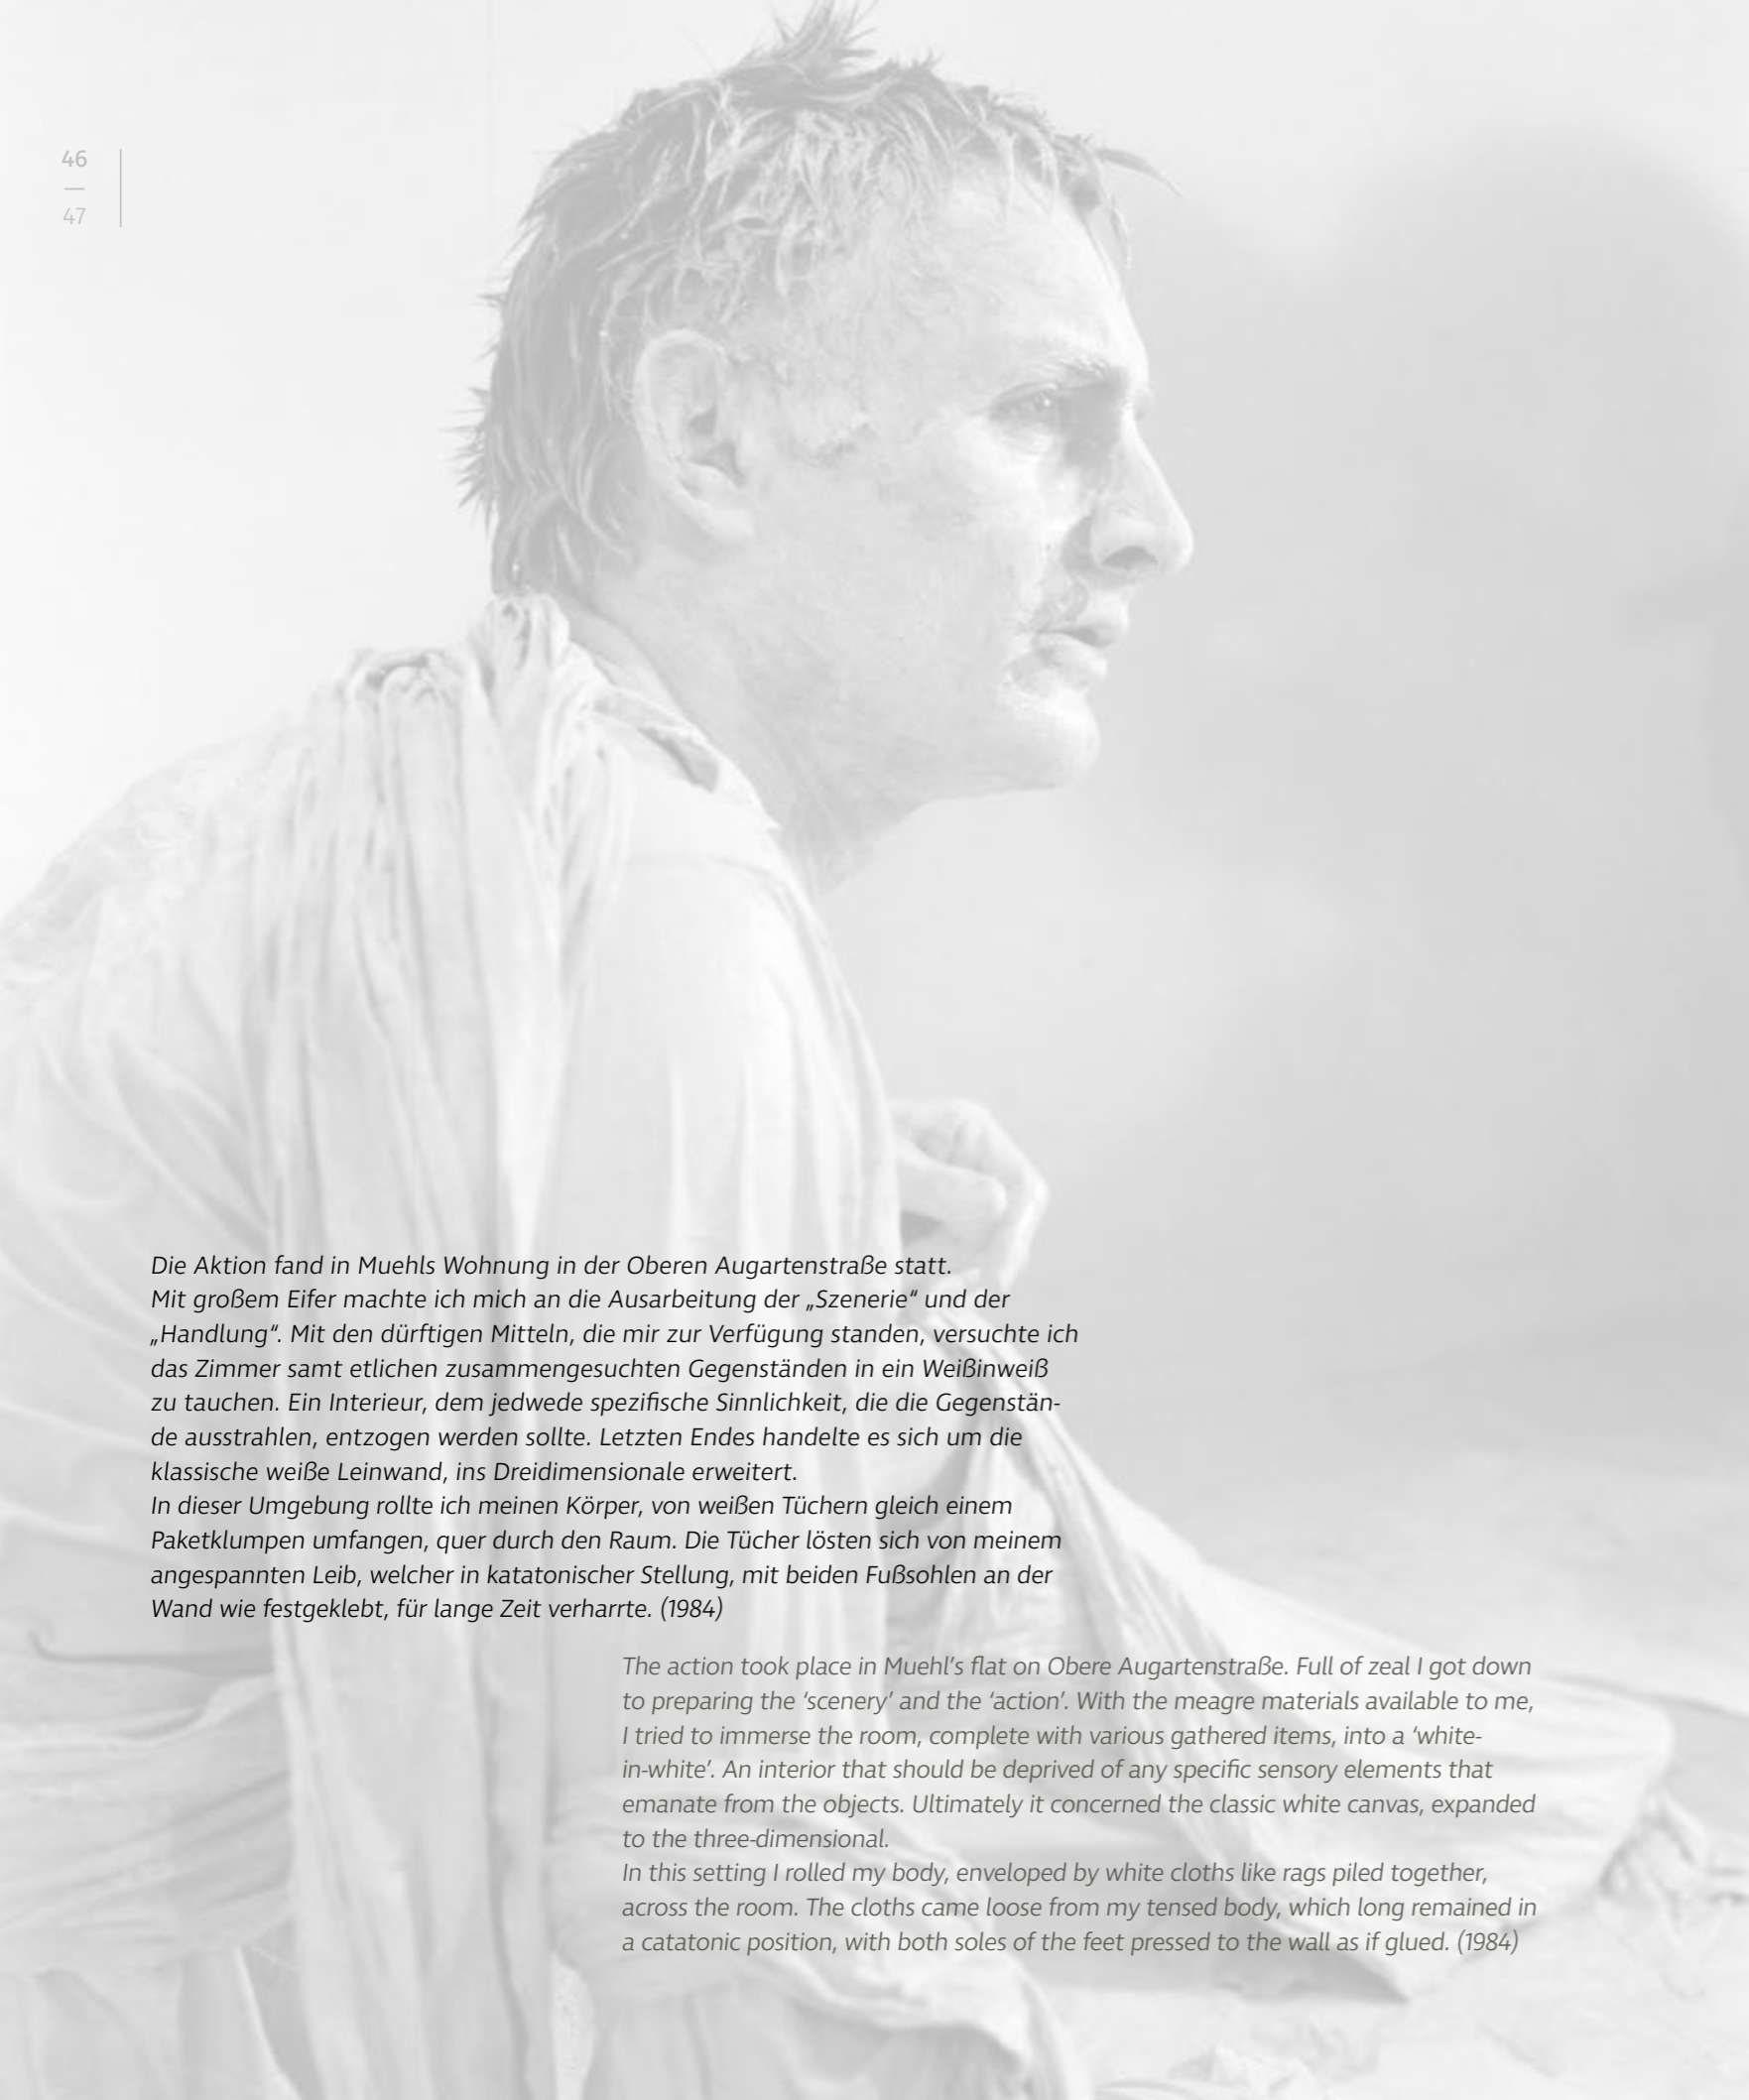 46
—
47
Die Aktion fand in Muehls Wohnung in der Oberen Augartenstraße statt.
Mit großem Eifer machte ich mich an die Ausarbeitung der „Szenerie“ und der
„Handlung“. Mit den dürftigen Mitteln, die mir zur Verfügung standen, versuchte ich
das Zimmer samt etlichen zusammengesuchten Gegenständen in ein Weißinweiß
zu tauchen. Ein Interieur, dem jedwede spezifische Sinnlichkeit, die die Gegenstän-
de ausstrahlen, entzogen werden sollte. Letzten Endes handelte es sich um die
klassische weiße Leinwand, ins Dreidimensionale erweitert.
In dieser Umgebung rollte ich meinen Körper, von weißen Tüchern gleich einem
Paketklumpen umfangen, quer durch den Raum. Die Tücher lösten sich von meinem
angespannten Leib, welcher in katatonischer Stellung, mit beiden Fußsohlen an der
Wand wie festgeklebt, für lange Zeit verharrte. (1984)
The action took place in Muehl’s flat on Obere Augartenstraße. Full of zeal I got down
to preparing the ‘scenery’ and the ‘action’. With the meagre materials available to me,
I tried to immerse the room, complete with various gathered items, into a ‘white-
in-white’. An interior that should be deprived of any specific sensory elements that
emanate from the objects. Ultimately it concerned the classic white canvas, expanded
to the three-dimensional.
In this setting I rolled my body, enveloped by white cloths like rags piled together,
across the room. The cloths came loose from my tensed body, which long remained in
a catatonic position, with both soles of the feet pressed to the wall as if glued. (1984)